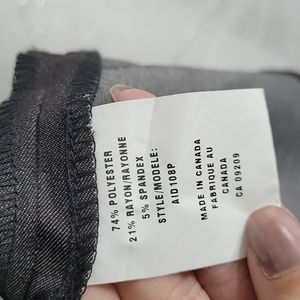 74% POLYESTER
21% RAYON/RAYONNE
5% SPANDEX
STYLE/MODELE:
AID108P
MADE IN CANADA
FABRIQUE AU
CANADA
CA 09209